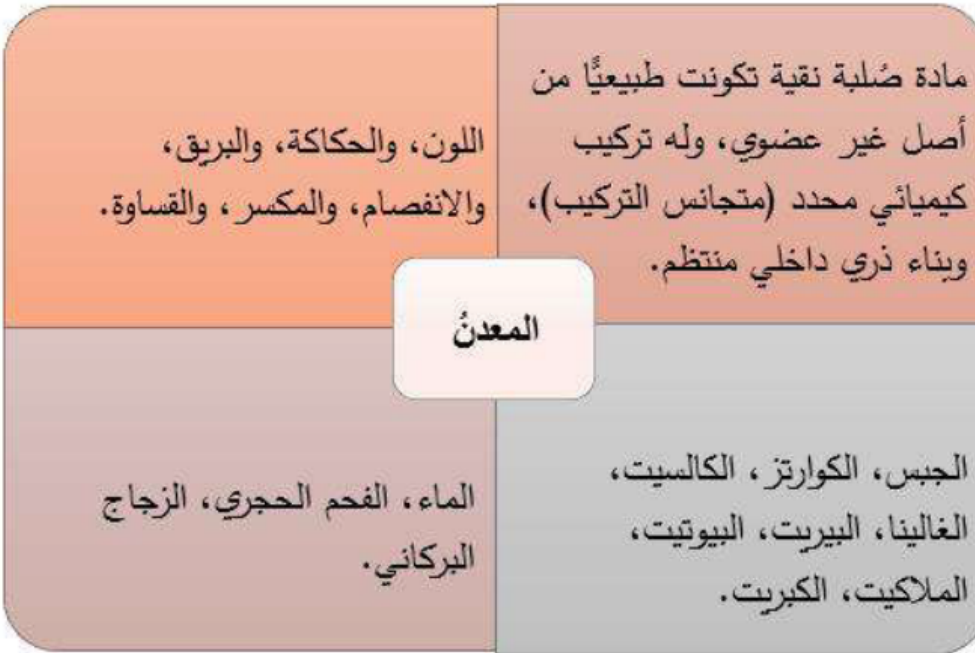 مادة صُلبة نقية تكونت طبيعيًّا من
أصل غير عضوي، وله تركيب
كيميائي محدد (متجانس التركيب)،
وبناء ذري داخلي منتظم.
اللون، والحكاكة، والبريق،
والانفصام، والمكسر، والقساوة.
المعدنُ
الجبس، الكوارتز، الكالسيت،
الغالينا، البيريت، البيوتيت،
الملاكيت، الكبريت.
الماء، الفحم الحجري، الزجاج
البركاني.